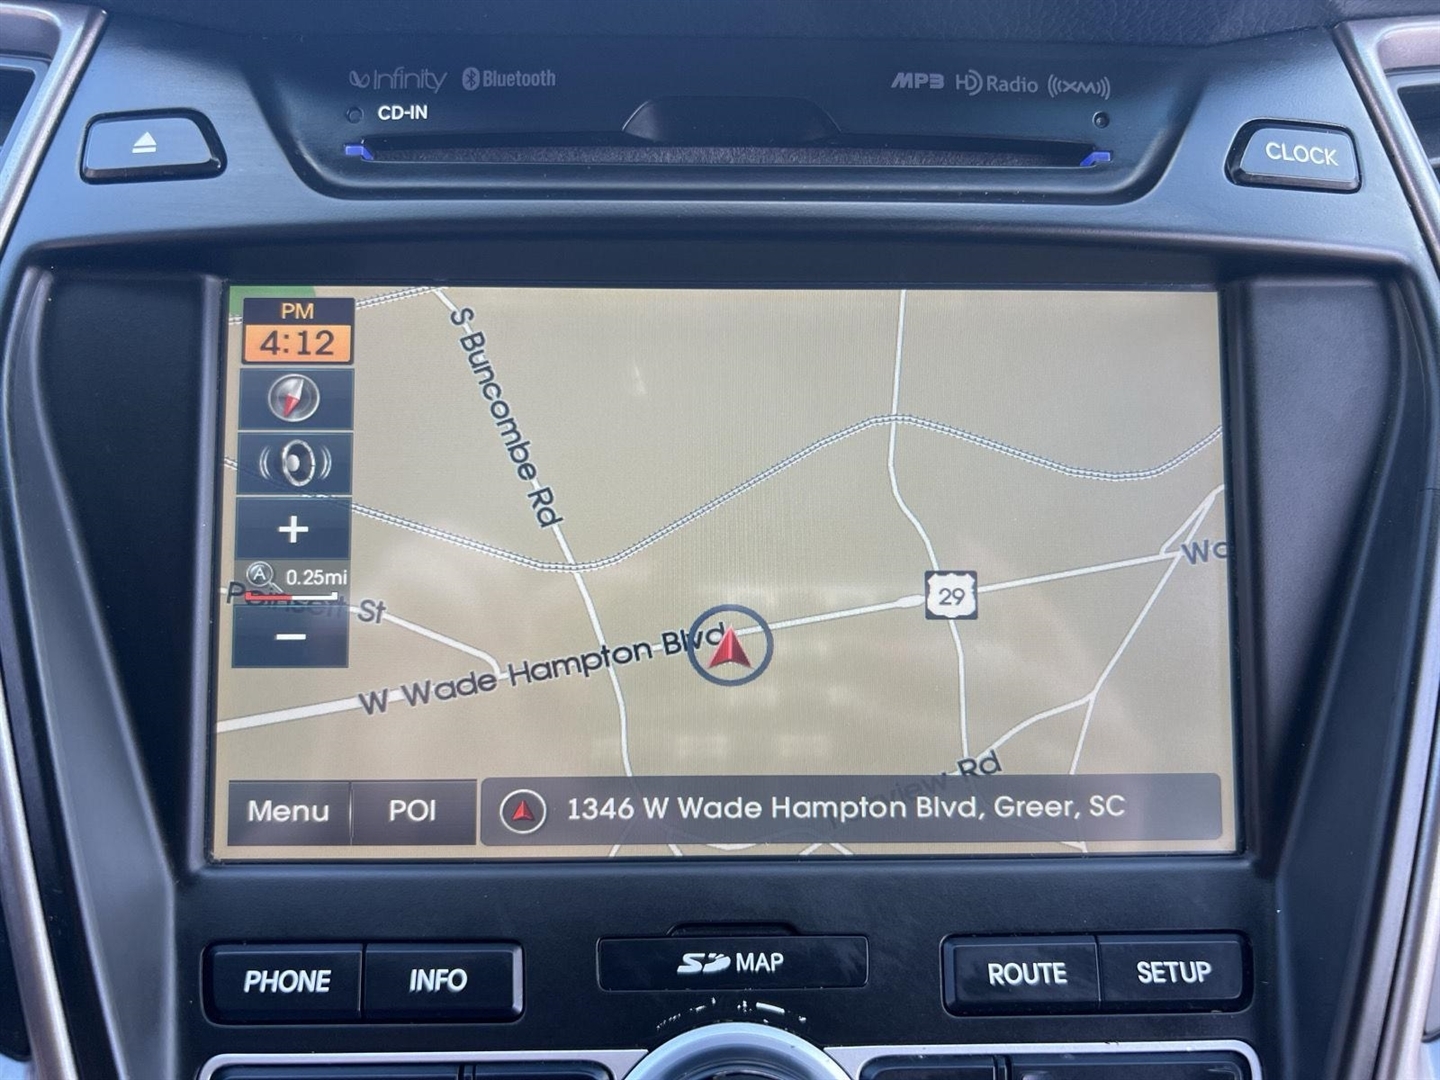 Infinity Bluetooth
MP3 HD Radio ((XM))
CD-IN
CLOCK
PM
4:12
S Buncombe Rd
0.25mi
Poinsett St
29
W Wade Hampton Blvd
Rd
Menu
POI
1346 W Wade Hampton Blvd, Greer, SC
PHONE
INFO
SD MAP
ROUTE
SETUP